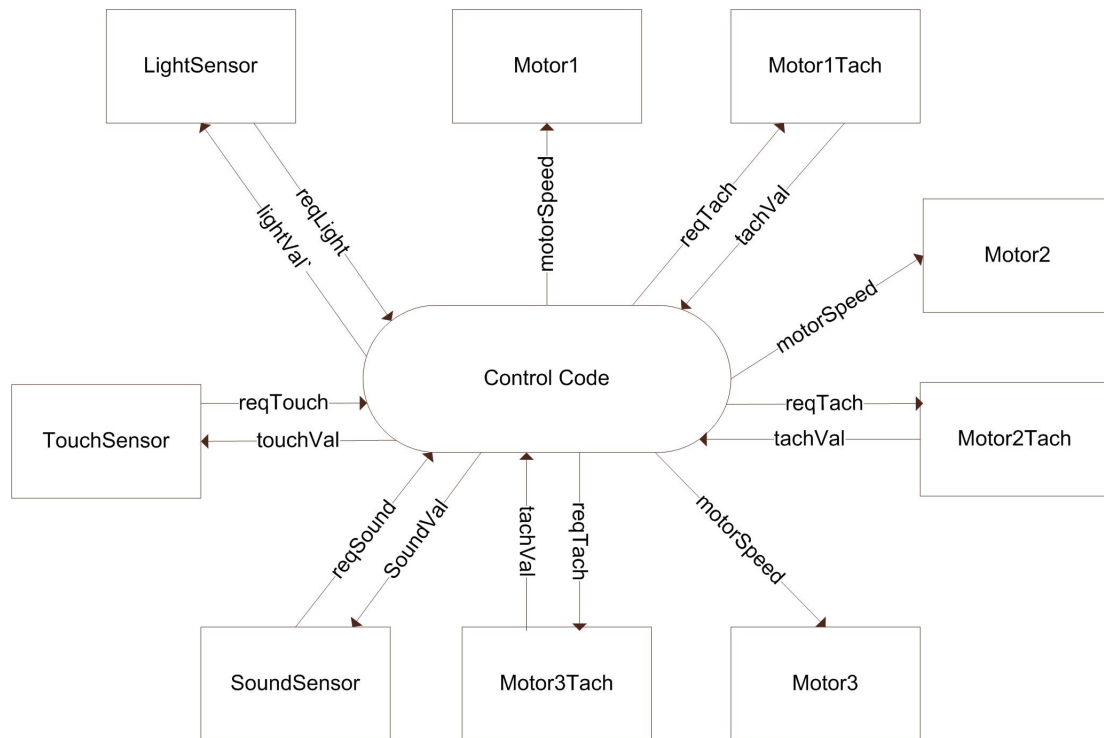 LightSensor
Motor1
Motor1Tach
reqLight
lightVal`
motorSpeed
reqTach
tachVal
Motor2
motorSpeed
Control Code
TouchSensor
reqTouch
touchVal
reqTach
tachVal
Motor2Tach
reqSound
SoundVal
tachVal
reqTach
motorSpeed
SoundSensor
Motor3Tach
Motor3